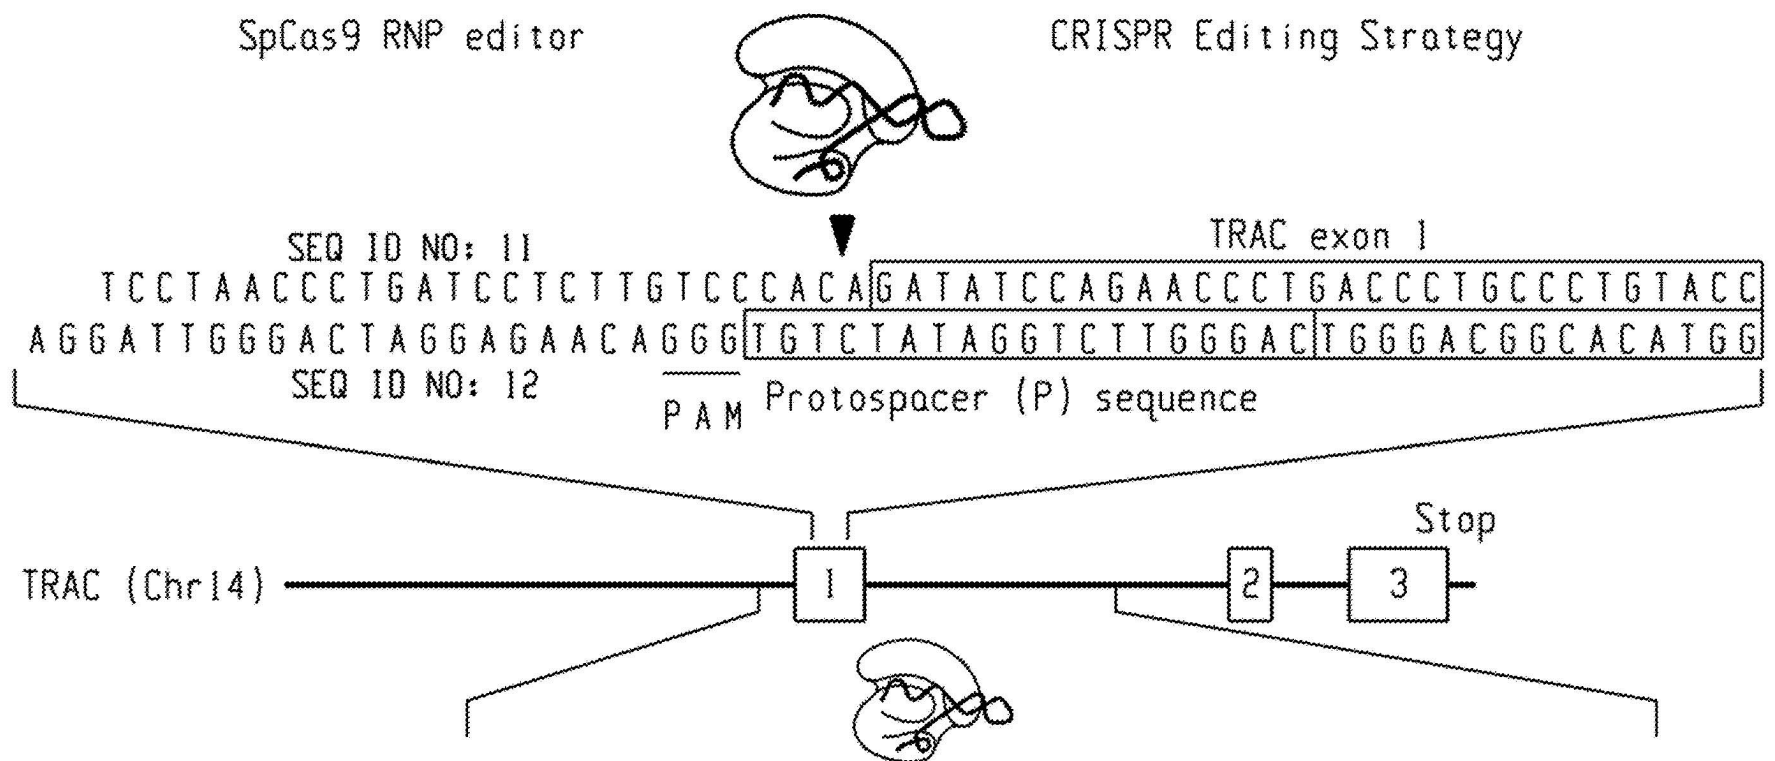 SpCas9 RNP editor
CRISPR Editing Strategy
SEQ ID NO: 11
TRAC exon 1
TCCTAACCCTGATCCTCTTGTCCCACAGATATCCAGAACCCTGACCCTGCCCTGTACC
AGGATTGGGACTAGGAGAACAGGGTGTCTATAGGTCTTGGGACTGGGACGGCACATGG
SEQ ID NO: 12
PAM
Protospacer (P) sequence
Stop
TRAC (Chr14)
1
2
3